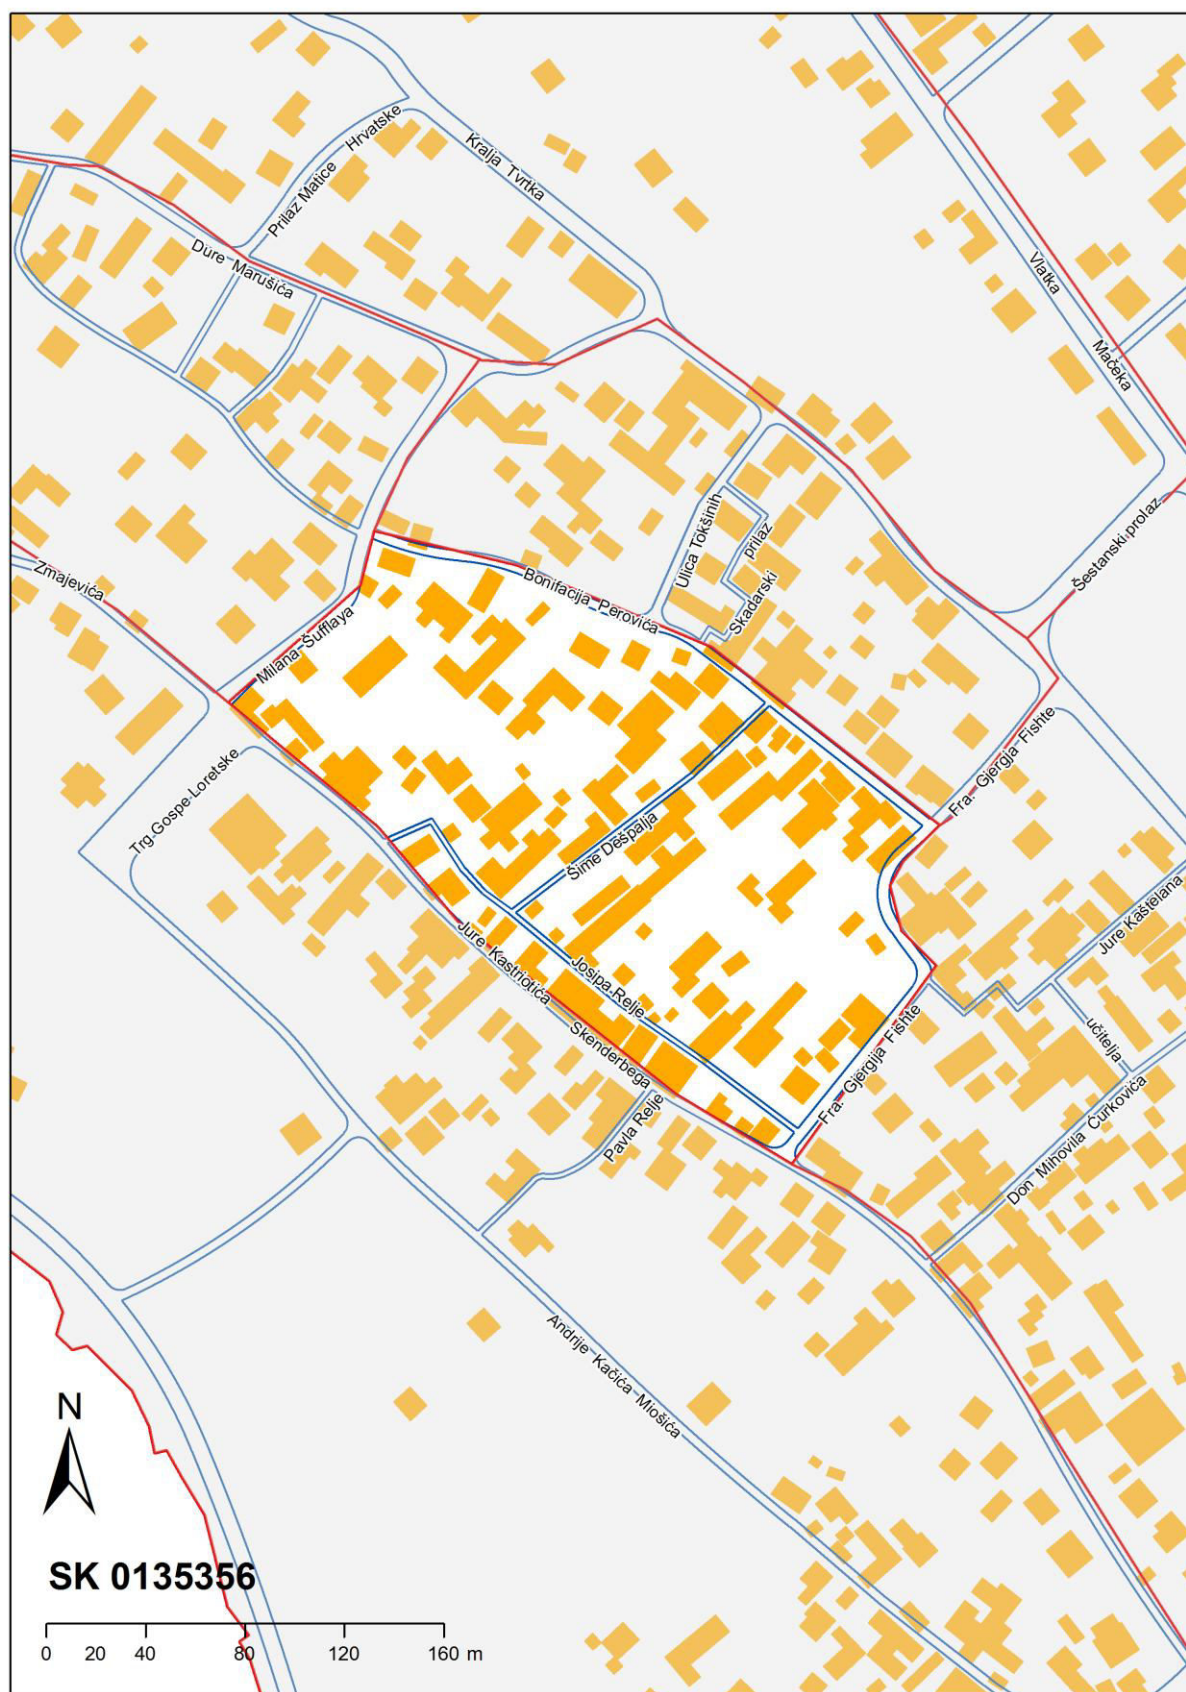 Kralja Tvrtka
Prilaz Matice Hrvatske
Đure Marušića
Vlatka Mačeka
Šestanski prolaz
Ulica Tokšinih
Skadarski prilaz
Bonifacija Perovića
Zmajevića
Milana Šufflaya
Trg Gospe Loretske
Fra. Gjergja Fishte
Šime Dešpalja
Jure Kaštelana
Jure Kastriotića Skenderbega
Josipa Relje
učitelja
Fra. Gjergija Fishte
Pavla Relje
Don Mihovila Ćurkovića
Andrije Kačića Miošića
N
SK 0135356
0 20 40 80 120 160 m